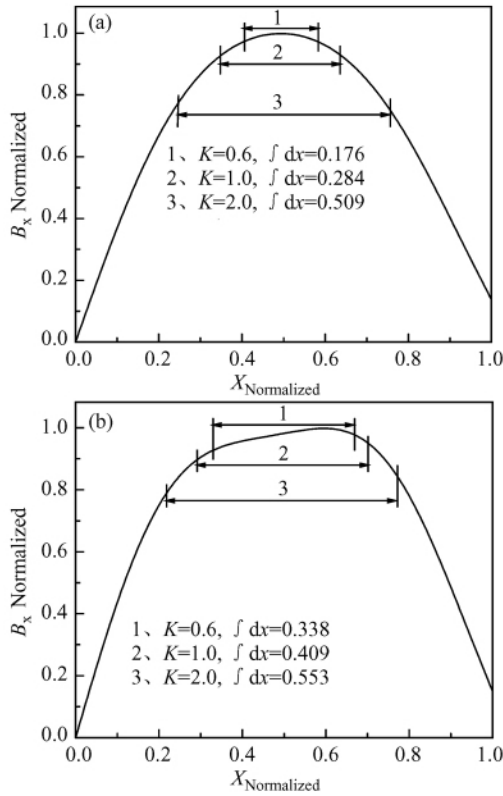 (a)
1
2
3
1、K=0.6, ∫dx=0.176
2、K=1.0, ∫dx=0.284
3、K=2.0, ∫dx=0.509
1.0
0.8
0.6
0.4
0.2
0.0
Bx Normalized
0.0 0.2 0.4 0.6 0.8 1.0
XNormalized
(b)
1
2
3
1、K=0.6, ∫dx=0.338
2、K=1.0, ∫dx=0.409
3、K=2.0, ∫dx=0.553
1.0
0.8
0.6
0.4
0.2
0.0
Bx Normalized
0.0 0.2 0.4 0.6 0.8 1.0
XNormalized